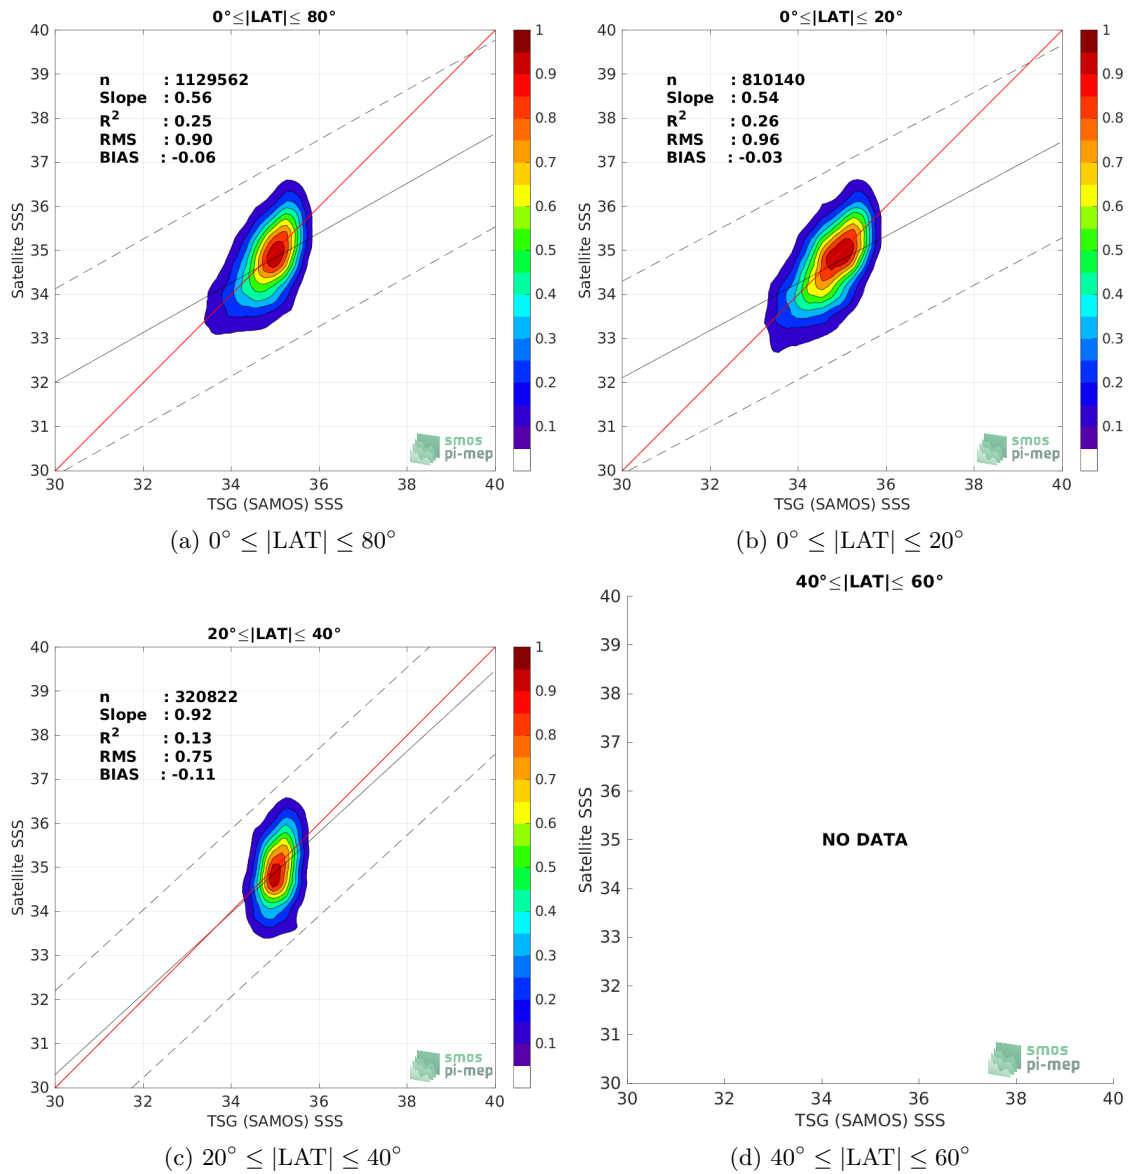 0°≤|LAT|≤ 80°
n : 1129562
Slope : 0.56
R² : 0.25
RMS : 0.90
BIAS : -0.06
40
39
38
37
36
35
34
33
32
31
30
Satellite SSS
30 32 34 36 38 40
TSG (SAMOS) SSS
1
0.9
0.8
0.7
0.6
0.5
0.4
0.3
0.2
0.1
smos
pi-mep
(a) 0° ≤ |LAT| ≤ 80°
0°≤|LAT|≤ 20°
n : 810140
Slope : 0.54
R² : 0.26
RMS : 0.96
BIAS : -0.03
40
39
38
37
36
35
34
33
32
31
30
Satellite SSS
30 32 34 36 38 40
TSG (SAMOS) SSS
1
0.9
0.8
0.7
0.6
0.5
0.4
0.3
0.2
0.1
smos
pi-mep
(b) 0° ≤ |LAT| ≤ 20°
20°≤|LAT|≤ 40°
n : 320822
Slope : 0.92
R² : 0.13
RMS : 0.75
BIAS : -0.11
40
39
38
37
36
35
34
33
32
31
30
Satellite SSS
30 32 34 36 38 40
TSG (SAMOS) SSS
1
0.9
0.8
0.7
0.6
0.5
0.4
0.3
0.2
0.1
smos
pi-mep
(c) 20° ≤ |LAT| ≤ 40°
40°≤|LAT|≤ 60°
40
39
38
37
36
35
34
33
32
31
30
Satellite SSS
NO DATA
30 32 34 36 38 40
TSG (SAMOS) SSS
smos
pi-mep
(d) 40° ≤ |LAT| ≤ 60°